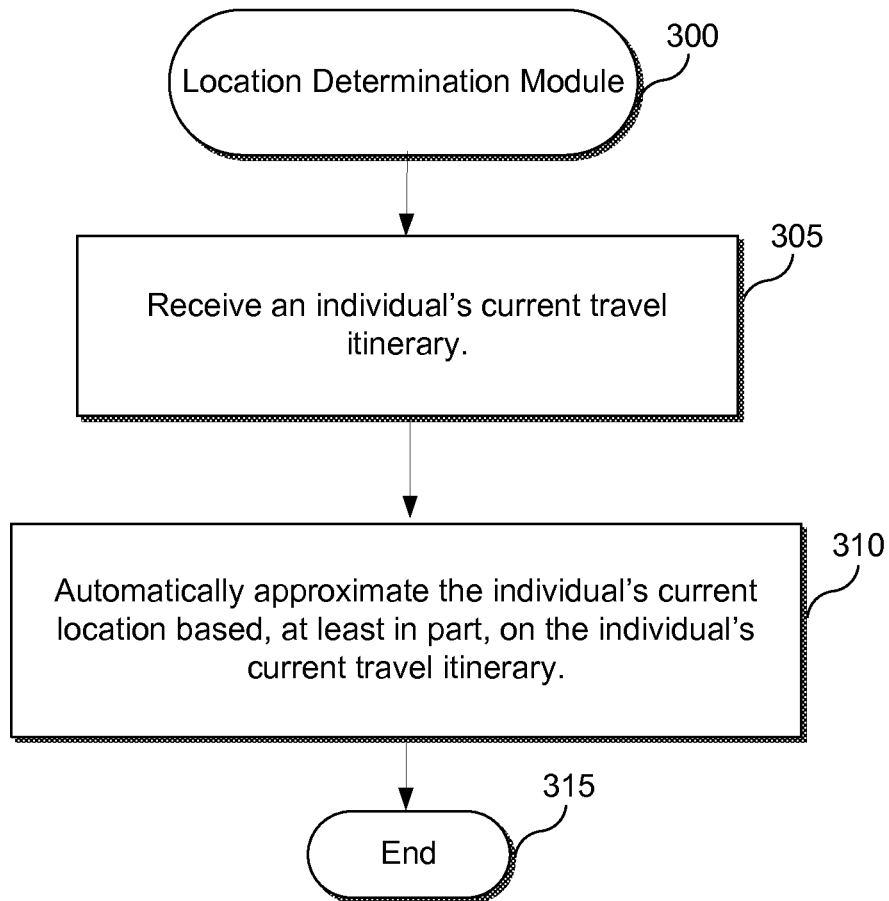 300
Location Determination Module
305
Receive an individual’s current travel
itinerary.
310
Automatically approximate the individual’s current
location based, at least in part, on the individual’s
current travel itinerary.
315
End